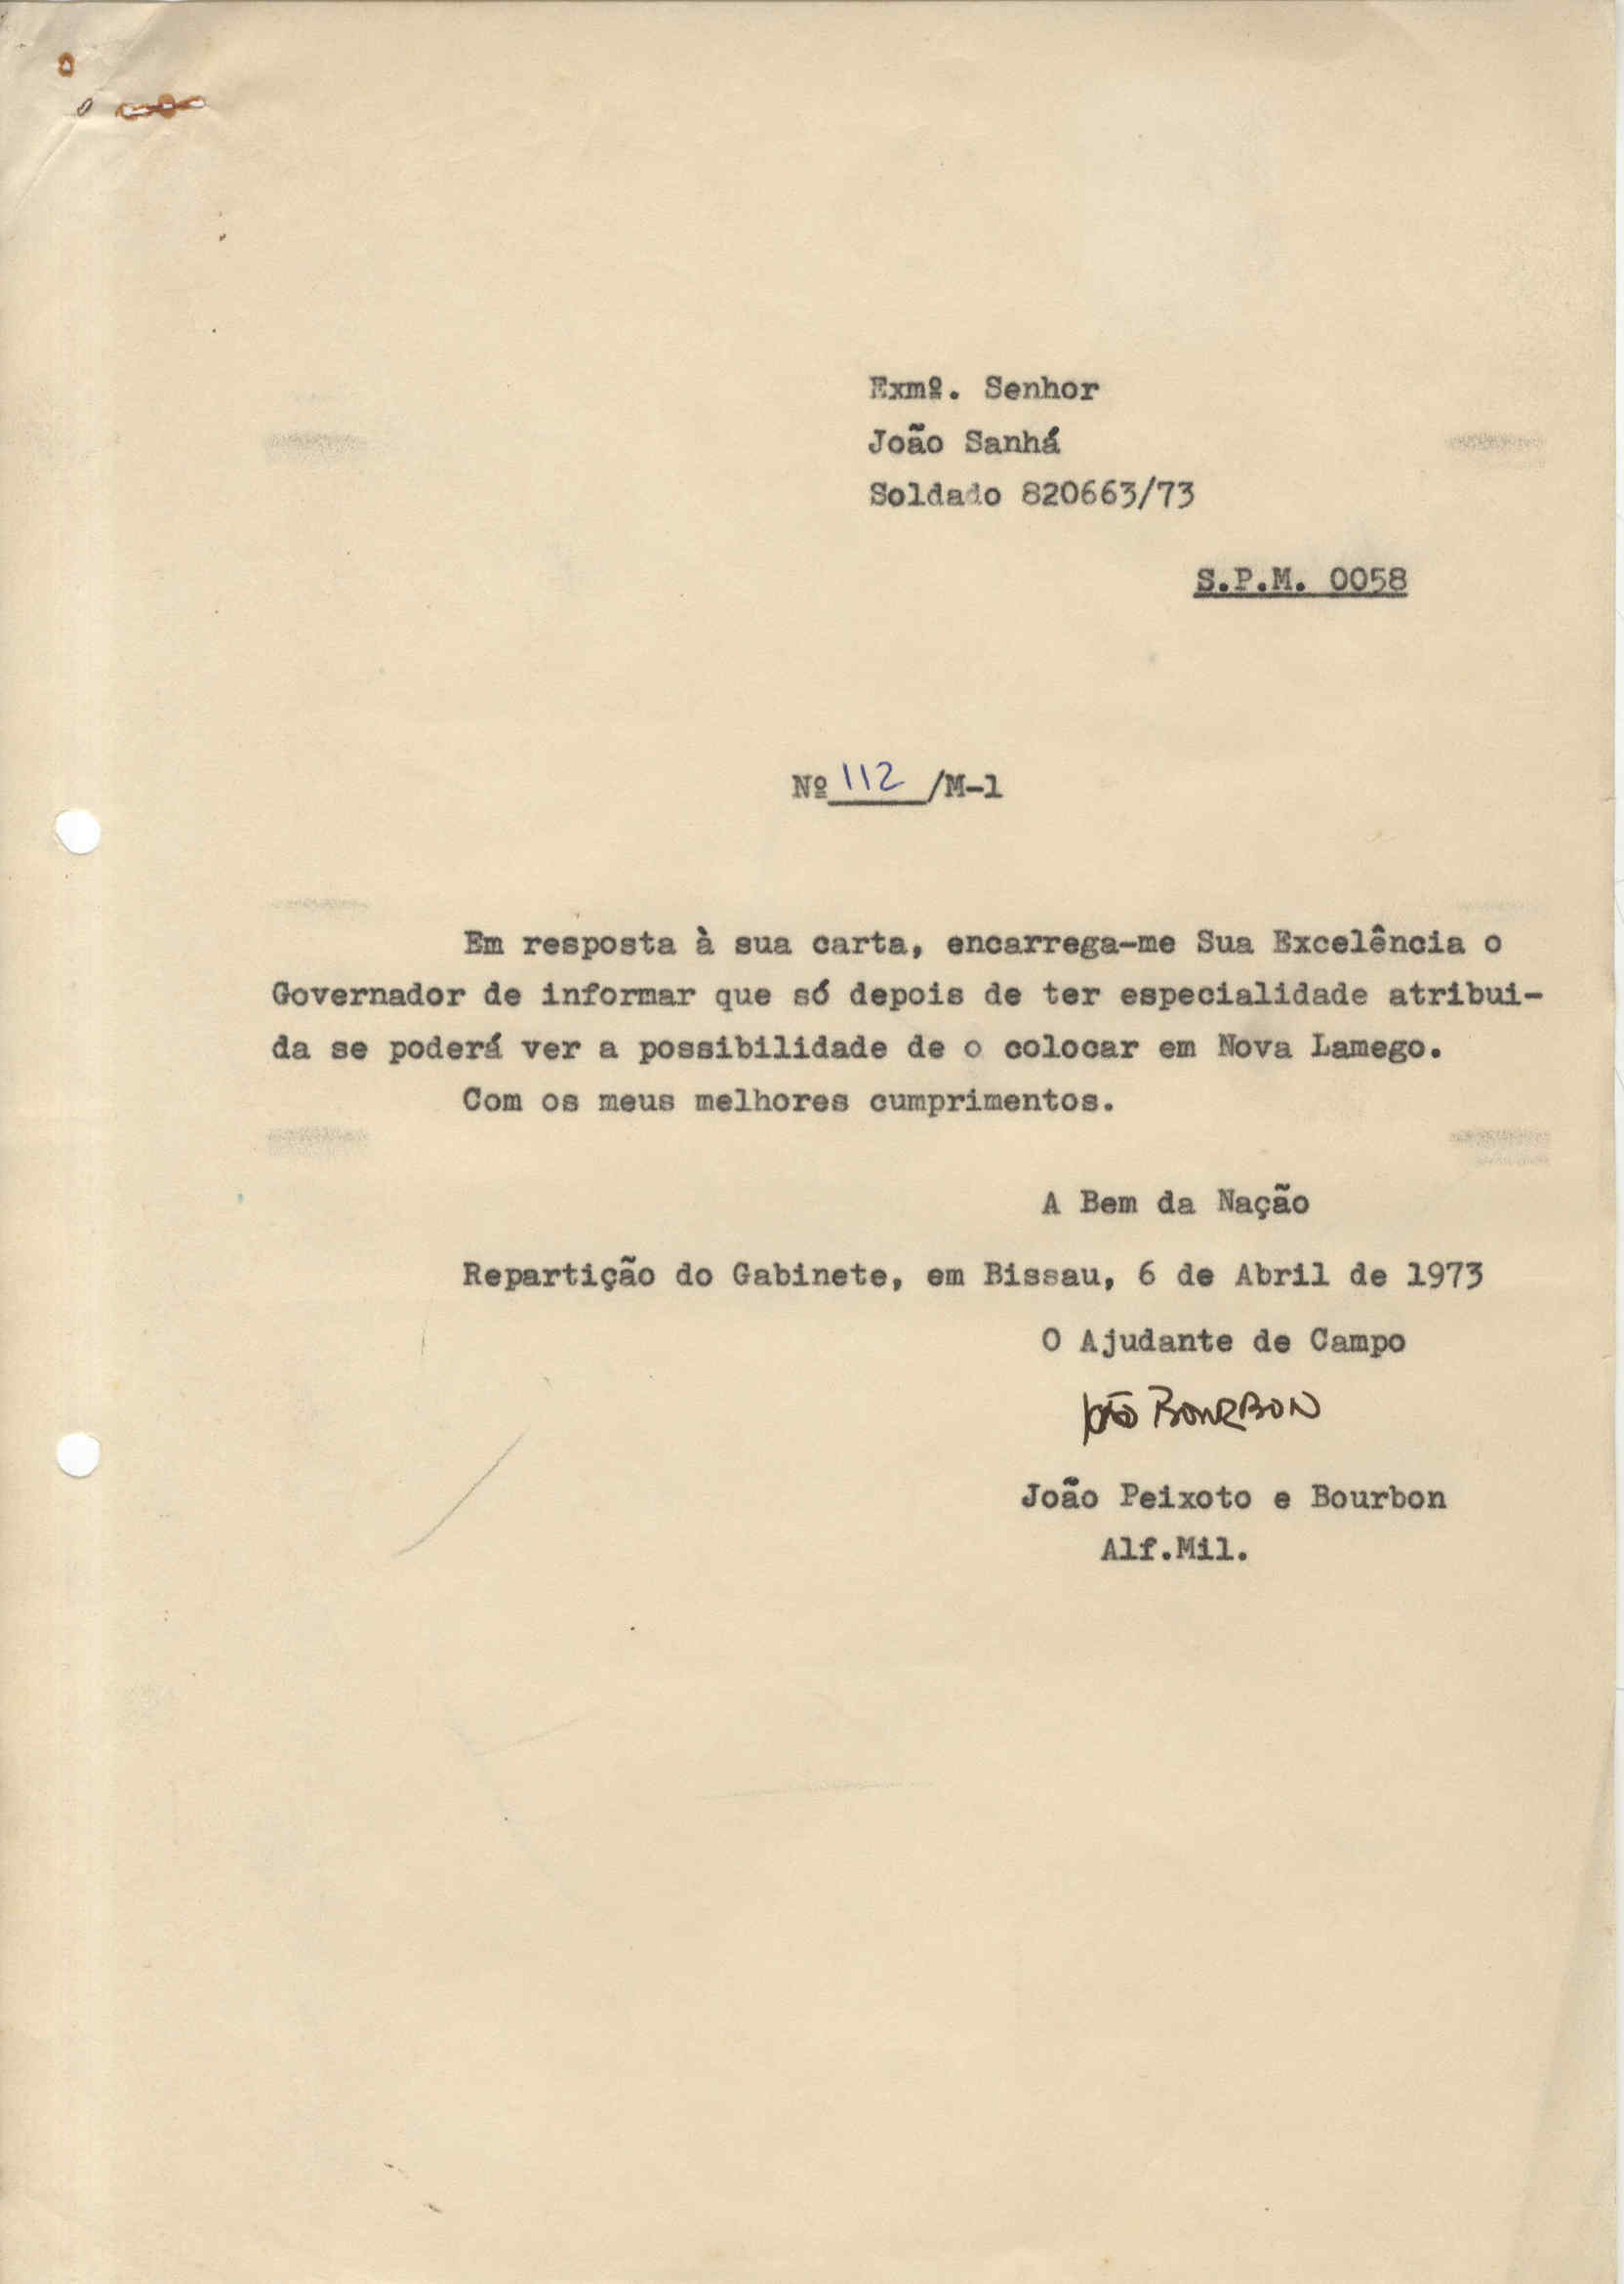 Exmº. Senhor
João Sanhá
Soldado 820663/73
S.P.M. 0058
Nº 112 /M-1
Em resposta à sua carta, encarrega-me Sua Excelência o
Governador de informar que só depois de ter especialidade atribui-
da se poderá ver a possibilidade de o colocar em Nova Lamego.
Com os meus melhores cumprimentos.
A Bem da Nação
Repartição do Gabinete, em Bissau, 6 de Abril de 1973
O Ajudante de Campo
João Bourbon
João Peixoto e Bourbon
Alf.Mil.